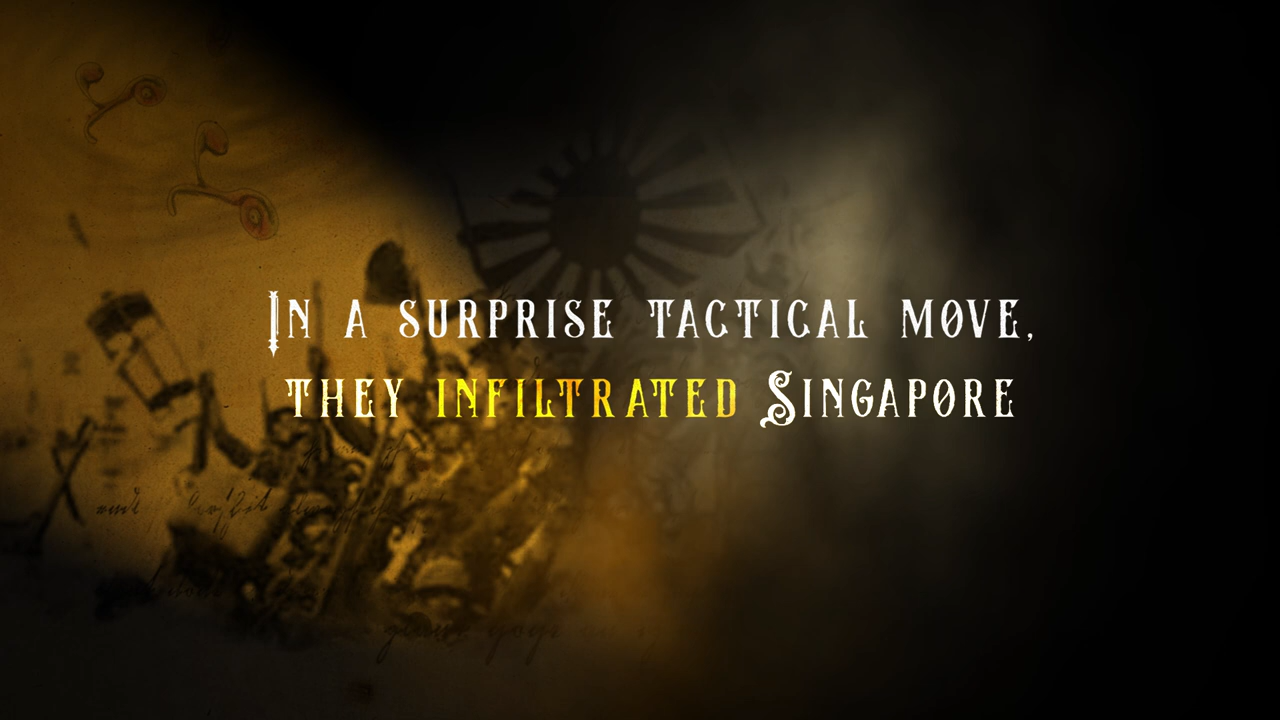 In a surprise tactical move,
they infiltrated Singapore